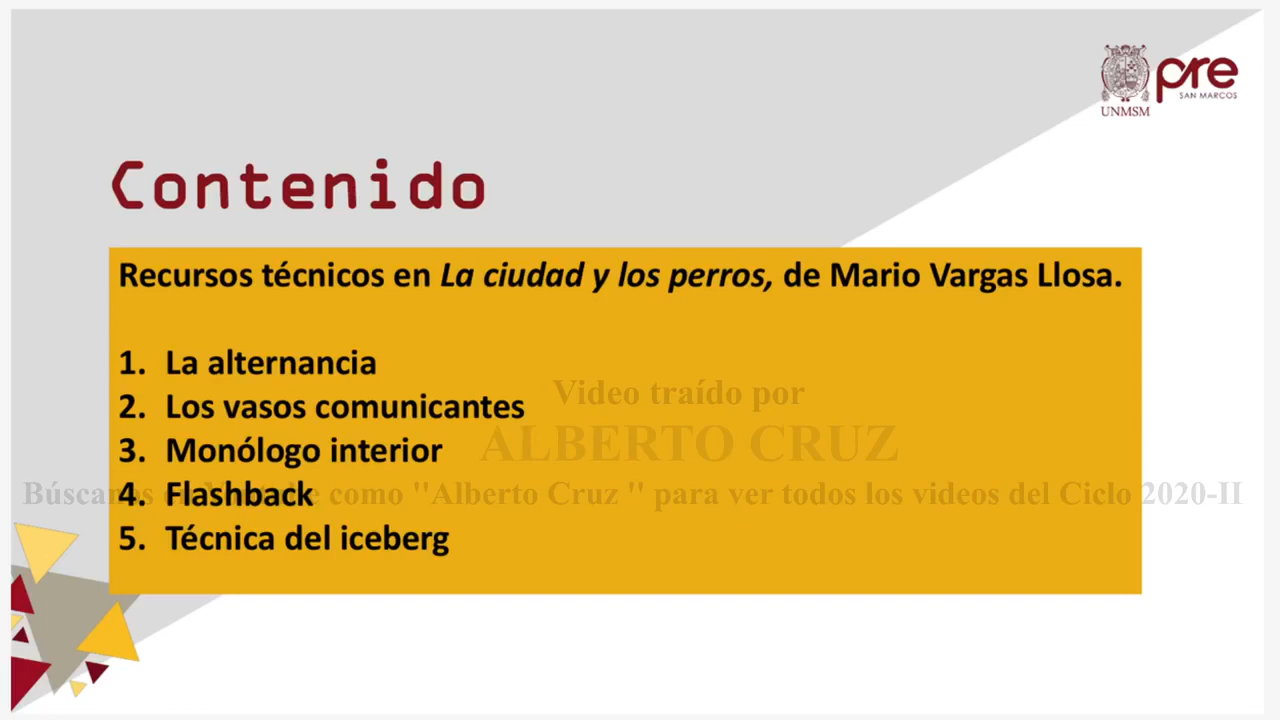 UNMSM
pre
SAN MARCOS
Contenido
Recursos técnicos en La ciudad y los perros, de Mario Vargas Llosa.
1. La alternancia
2. Los vasos comunicantes
3. Monólogo interior
4. Flashback
5. Técnica del iceberg
Video traído por
ALBERTO CRUZ
como "Alberto Cruz " para ver todos los videos del Ciclo 2020-II